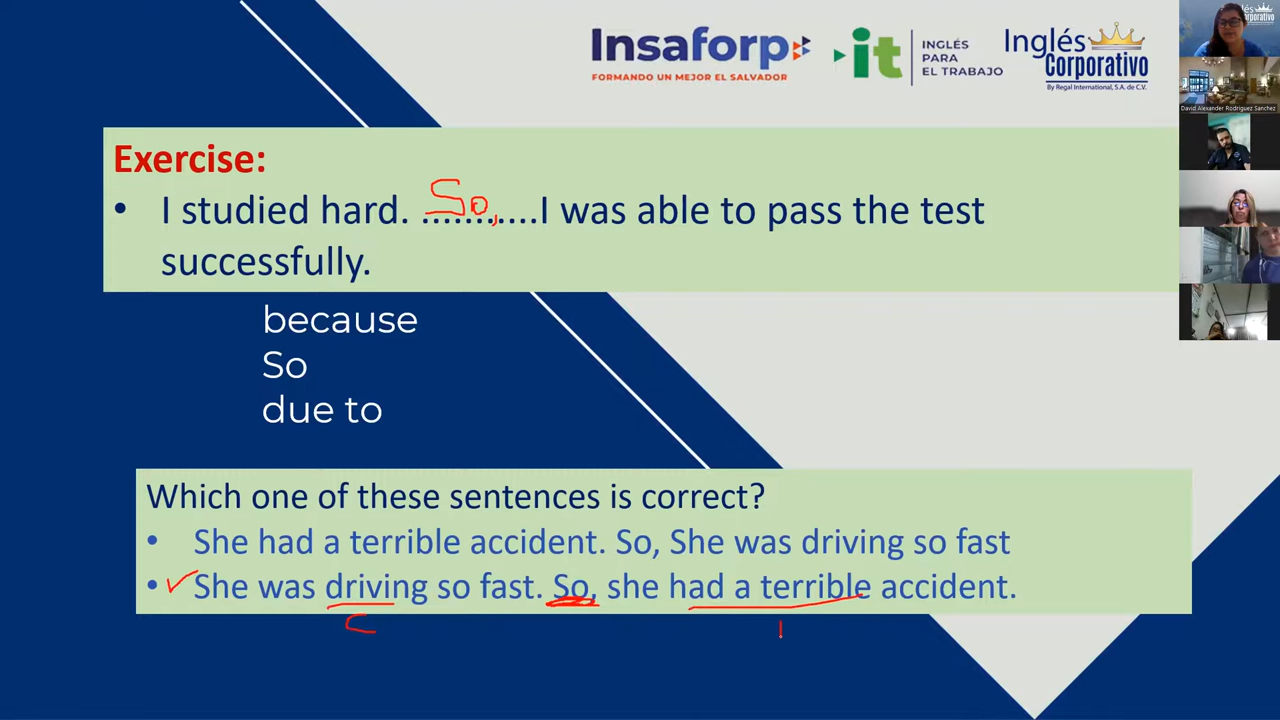 Insaforp
FORMANDO UN MEJOR EL SALVADOR
it
INGLÉS
PARA
EL TRABAJO
Inglés
Corporativo
By Regal International, S.A. de C.V.
Corporativo
David Alexander Rodriguez Sanchez
Exercise:
• I studied hard. ...So,...I was able to pass the test
successfully.
because
So
due to
Which one of these sentences is correct?
• She had a terrible accident. So, She was driving so fast
• She was driving so fast. So, she had a terrible accident.
C